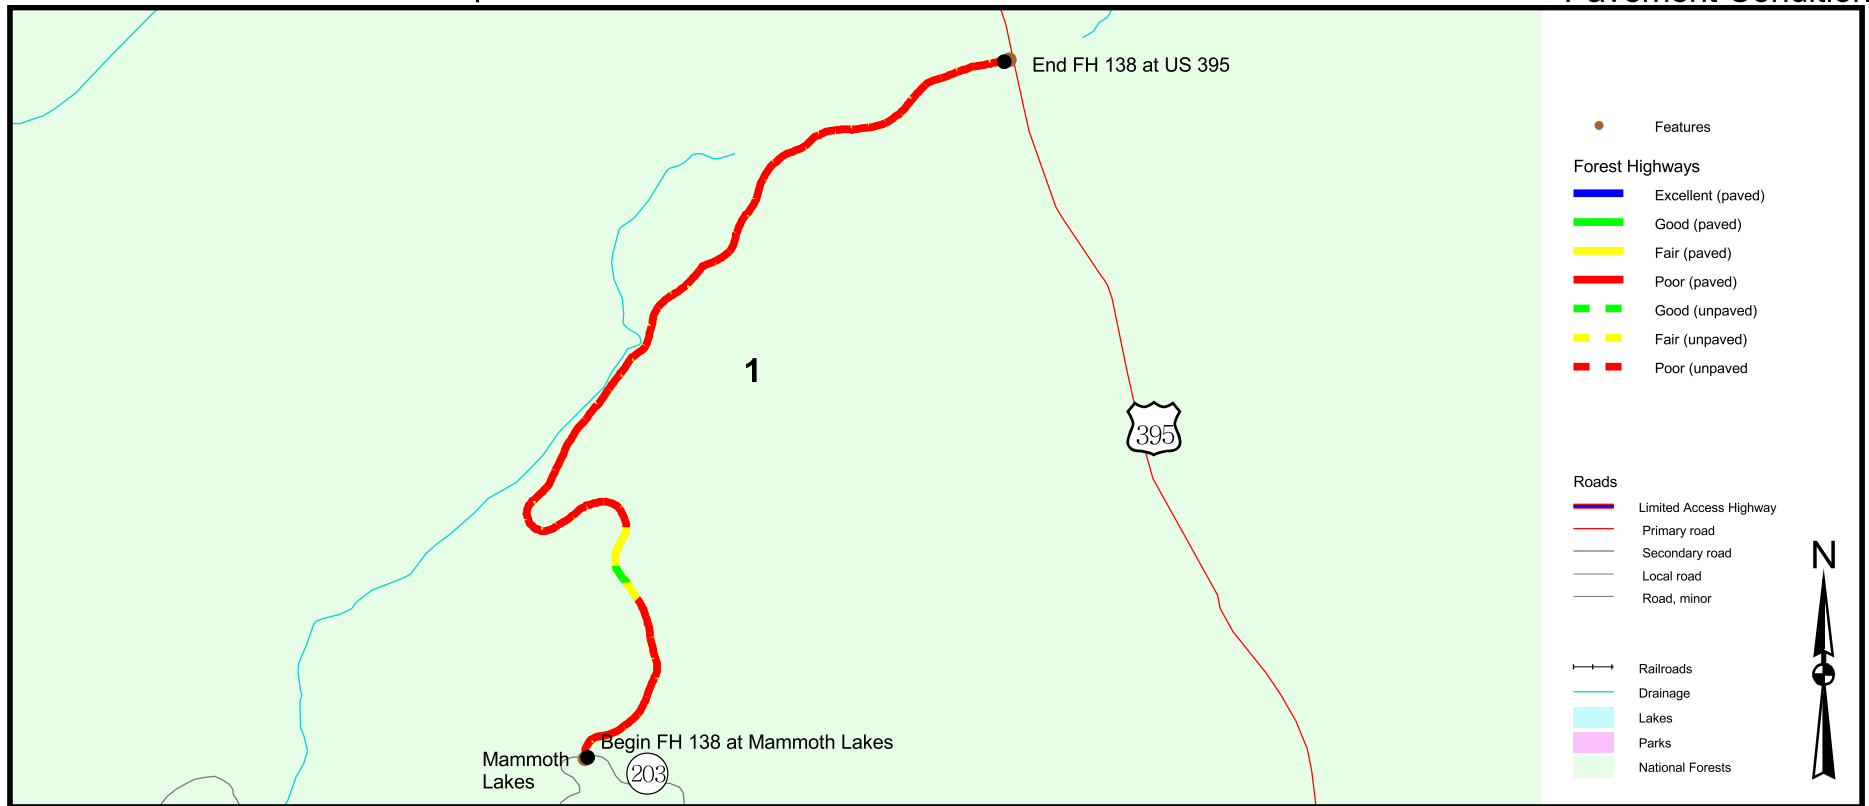 Pavement Condition
End FH 138 at US 395
1
395
Begin FH 138 at Mammoth Lakes
Mammoth
Lakes
203
Features
Forest Highways
Excellent (paved)
Good (paved)
Fair (paved)
Poor (paved)
Good (unpaved)
Fair (unpaved)
Poor (unpaved
Roads
Limited Access Highway
Primary road
Secondary road
Local road
Road, minor
N
Railroads
Drainage
Lakes
Parks
National Forests